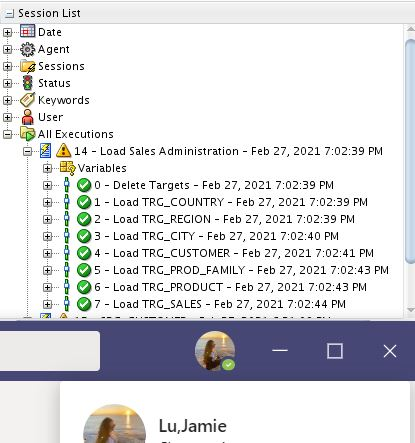 Session List
Date
Agent
Sessions
Status
Keywords
User
All Executions
14 - Load Sales Administration - Feb 27, 2021 7:02:39 PM
Variables
0 - Delete Targets - Feb 27, 2021 7:02:39 PM
1 - Load TRG_COUNTRY - Feb 27, 2021 7:02:39 PM
2 - Load TRG_REGION - Feb 27, 2021 7:02:39 PM
3 - Load TRG_CITY - Feb 27, 2021 7:02:40 PM
4 - Load TRG_CUSTOMER - Feb 27, 2021 7:02:41 PM
5 - Load TRG_PROD_FAMILY - Feb 27, 2021 7:02:43 PM
6 - Load TRG_PRODUCT - Feb 27, 2021 7:02:43 PM
7 - Load TRG_SALES - Feb 27, 2021 7:02:44 PM
Lu,Jamie